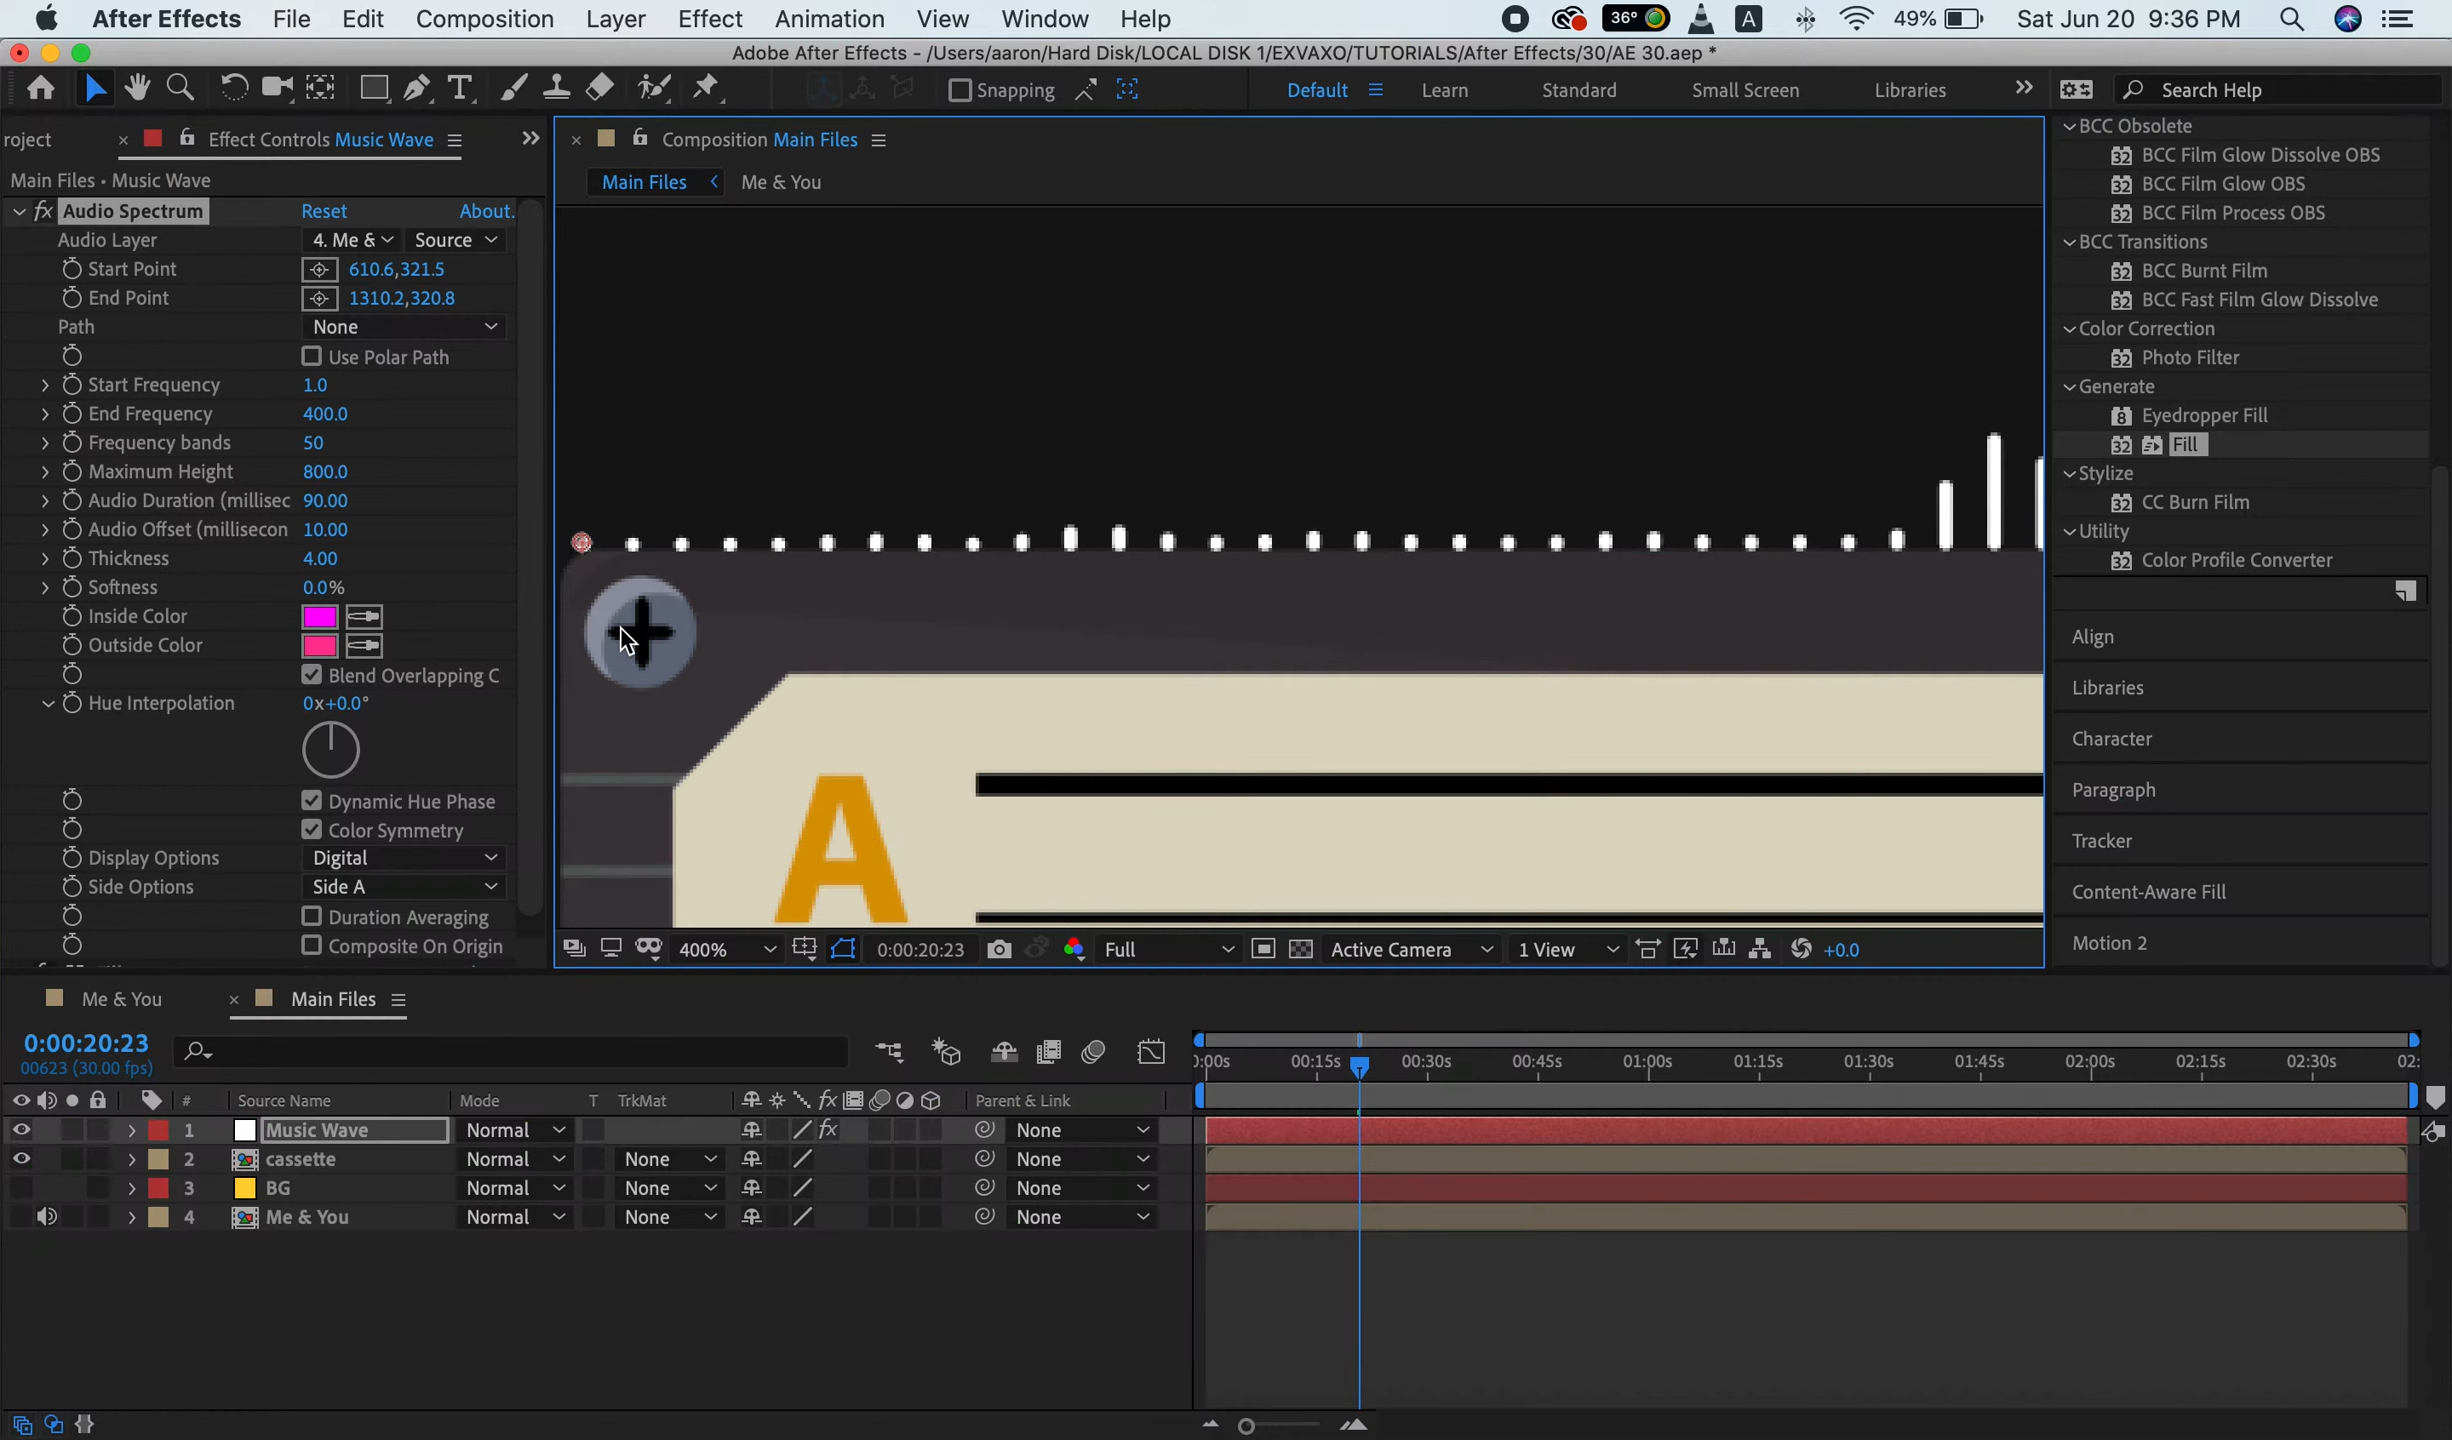 After Effects File Edit Composition Layer Effect Animation View Window Help 36° A 49% Sat Jun 20 9:36 PM
Adobe After Effects - /Users/aaron/Hard Disk/LOCAL DISK 1/EXVAXO/TUTORIALS/After Effects/30/AE 30.aep *
Snapping Default Learn Standard Small Screen Libraries Search Help
roject Effect Controls Music Wave
Main Files • Music Wave
fx Audio Spectrum Reset About.
Audio Layer 4. Me & Source
Start Point 610.6,321.5
End Point 1310.2,320.8
Path None
Use Polar Path
Start Frequency 1.0
End Frequency 400.0
Frequency bands 50
Maximum Height 800.0
Audio Duration (millisec 90.00
Audio Offset (millisecon 10.00
Thickness 4.00
Softness 0.0%
Inside Color
Outside Color
Blend Overlapping C
Hue Interpolation 0x+0.0°
Dynamic Hue Phase
Color Symmetry
Display Options Digital
Side Options Side A
Duration Averaging
Composite On Origin
Composition Main Files
Main Files Me & You
A
400% 0:00:20:23 Full Active Camera 1 View +0.0
BCC Obsolete
32 BCC Film Glow Dissolve OBS
32 BCC Film Glow OBS
32 BCC Film Process OBS
BCC Transitions
32 BCC Burnt Film
32 BCC Fast Film Glow Dissolve
Color Correction
32 Photo Filter
Generate
8 Eyedropper Fill
32 Fill
Stylize
32 CC Burn Film
Utility
32 Color Profile Converter
Align
Libraries
Character
Paragraph
Tracker
Content-Aware Fill
Motion 2
Me & You Main Files
0:00:20:23
00623 (30.00 fps)
):00s 00:15s 00:30s 00:45s 01:00s 01:15s 01:30s 01:45s 02:00s 02:15s 02:30s 02:
# Source Name Mode T TrkMat fx Parent & Link
1 Music Wave Normal fx None
2 cassette Normal None None
3 BG Normal None None
4 Me & You Normal None None